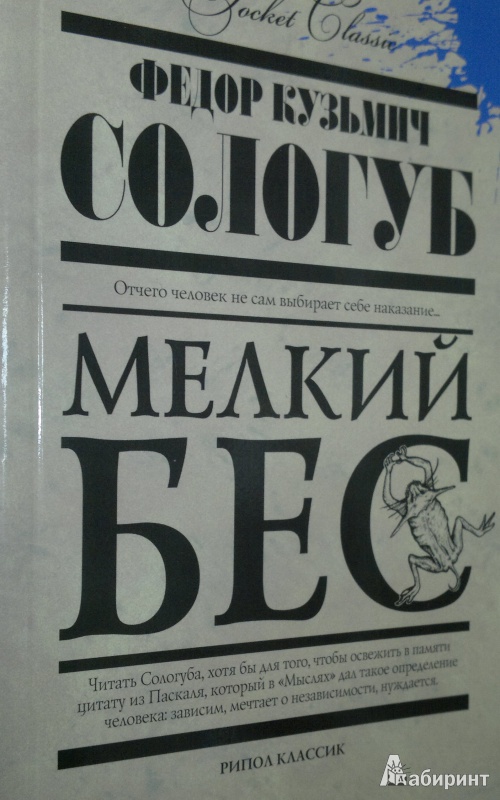 Pocket Classic
ФЕДОР КУЗЬМИЧ
СОЛОГУБ
Отчего человек не сам выбирает себе наказание...
МЕЛКИЙ
БЕС
Читать Сологуба, хотя бы для того, чтобы освежить в памяти
цитату из Паскаля, который в «Мыслях» дал такое определение
человека: зависим, мечтает о независимости, нуждается.
РИПОЛ КЛАССИК
Лабиринт